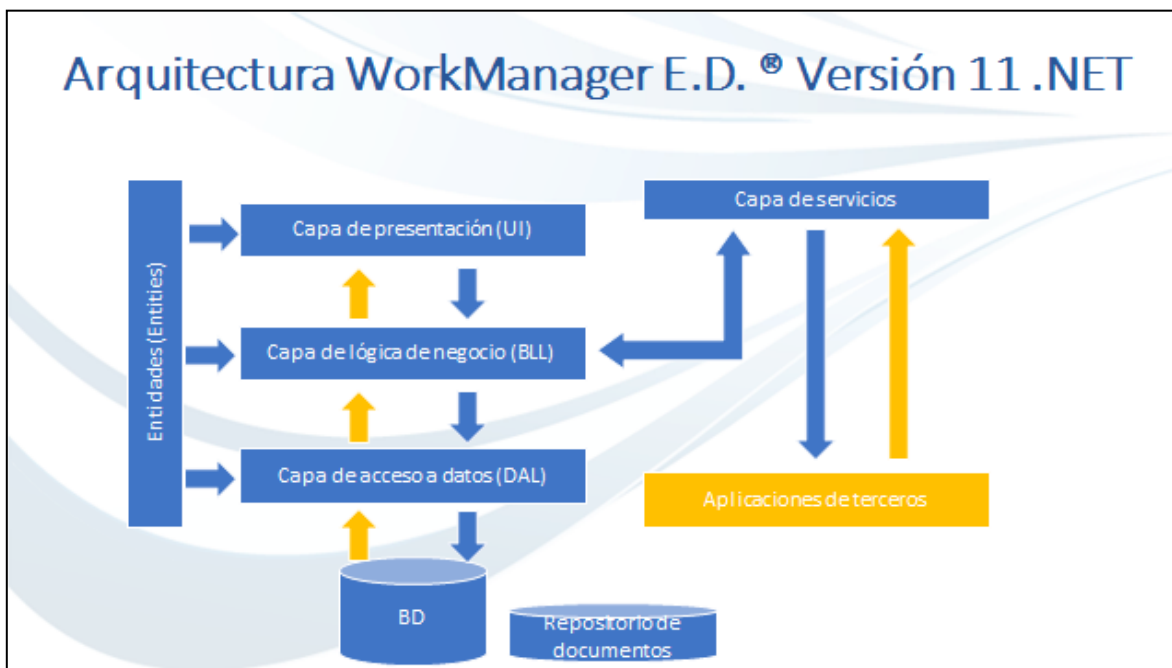 Arquitectura WorkManager E.D. ® Versión 11 .NET
Entidades (Entities)
Capa de presentación (UI)
Capa de lógica de negocio (BLL)
Capa de acceso a datos (DAL)
BD
Repositorio de
documentos
Capa de servicios
Aplicaciones de terceros